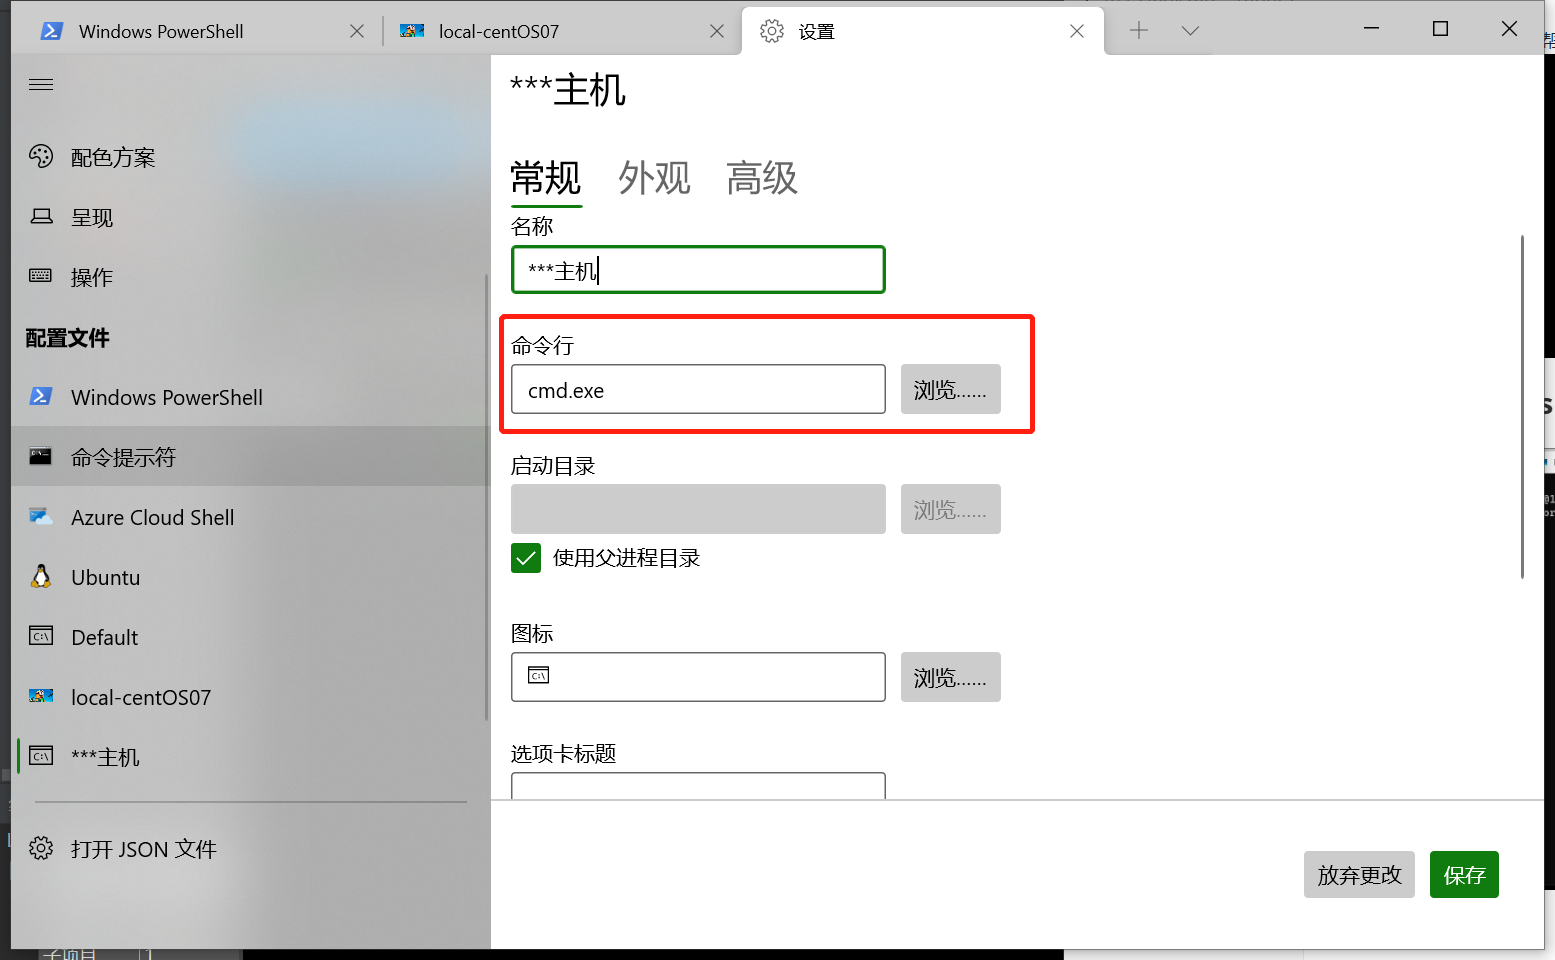 Windows PowerShell
local-centOS07
设置
***主机
配色方案
呈现
操作
配置文件
Windows PowerShell
命令提示符
Azure Cloud Shell
Ubuntu
Default
local-centOS07
***主机
打开 JSON 文件
常规 外观 高级
名称
***主机
命令行
cmd.exe
浏览......
启动目录
浏览......
使用父进程目录
图标
C:\
浏览......
选项卡标题
放弃更改
保存
子项目